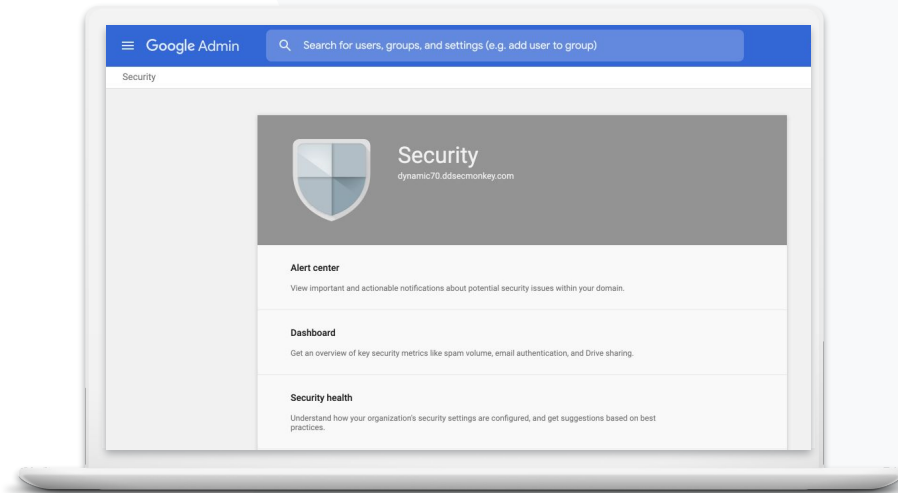 Google Admin
Search for users, groups, and settings (e.g. add user to group)
Security
Security
dynamic70.ddsecmonkey.com
Alert center
View important and actionable notifications about potential security issues within your domain.
Dashboard
Get an overview of key security metrics like spam volume, email authentication, and Drive sharing.
Security health
Understand how your organization's security settings are configured, and get suggestions based on best
practices.